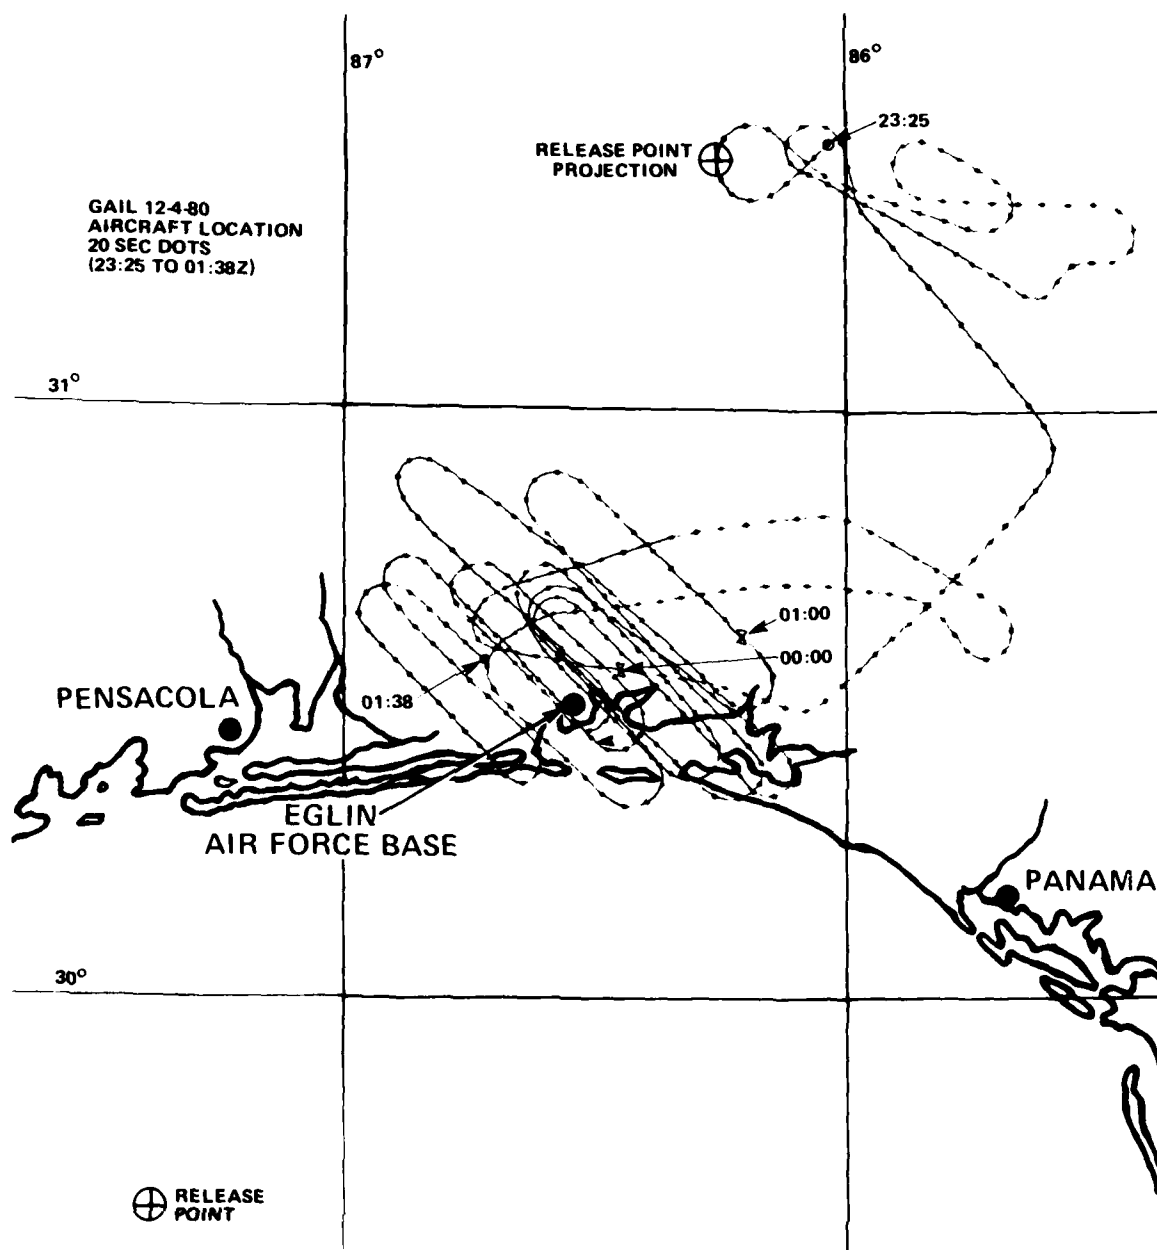 87°
86°
23:25
RELEASE POINT
PROJECTION
GAIL 12-4-80
AIRCRAFT LOCATION
20 SEC DOTS
(23:25 TO 01:38Z)
31°
01:00
00:00
01:38
PENSACOLA
EGLIN
AIR FORCE BASE
PANAMA
30°
RELEASE
POINT